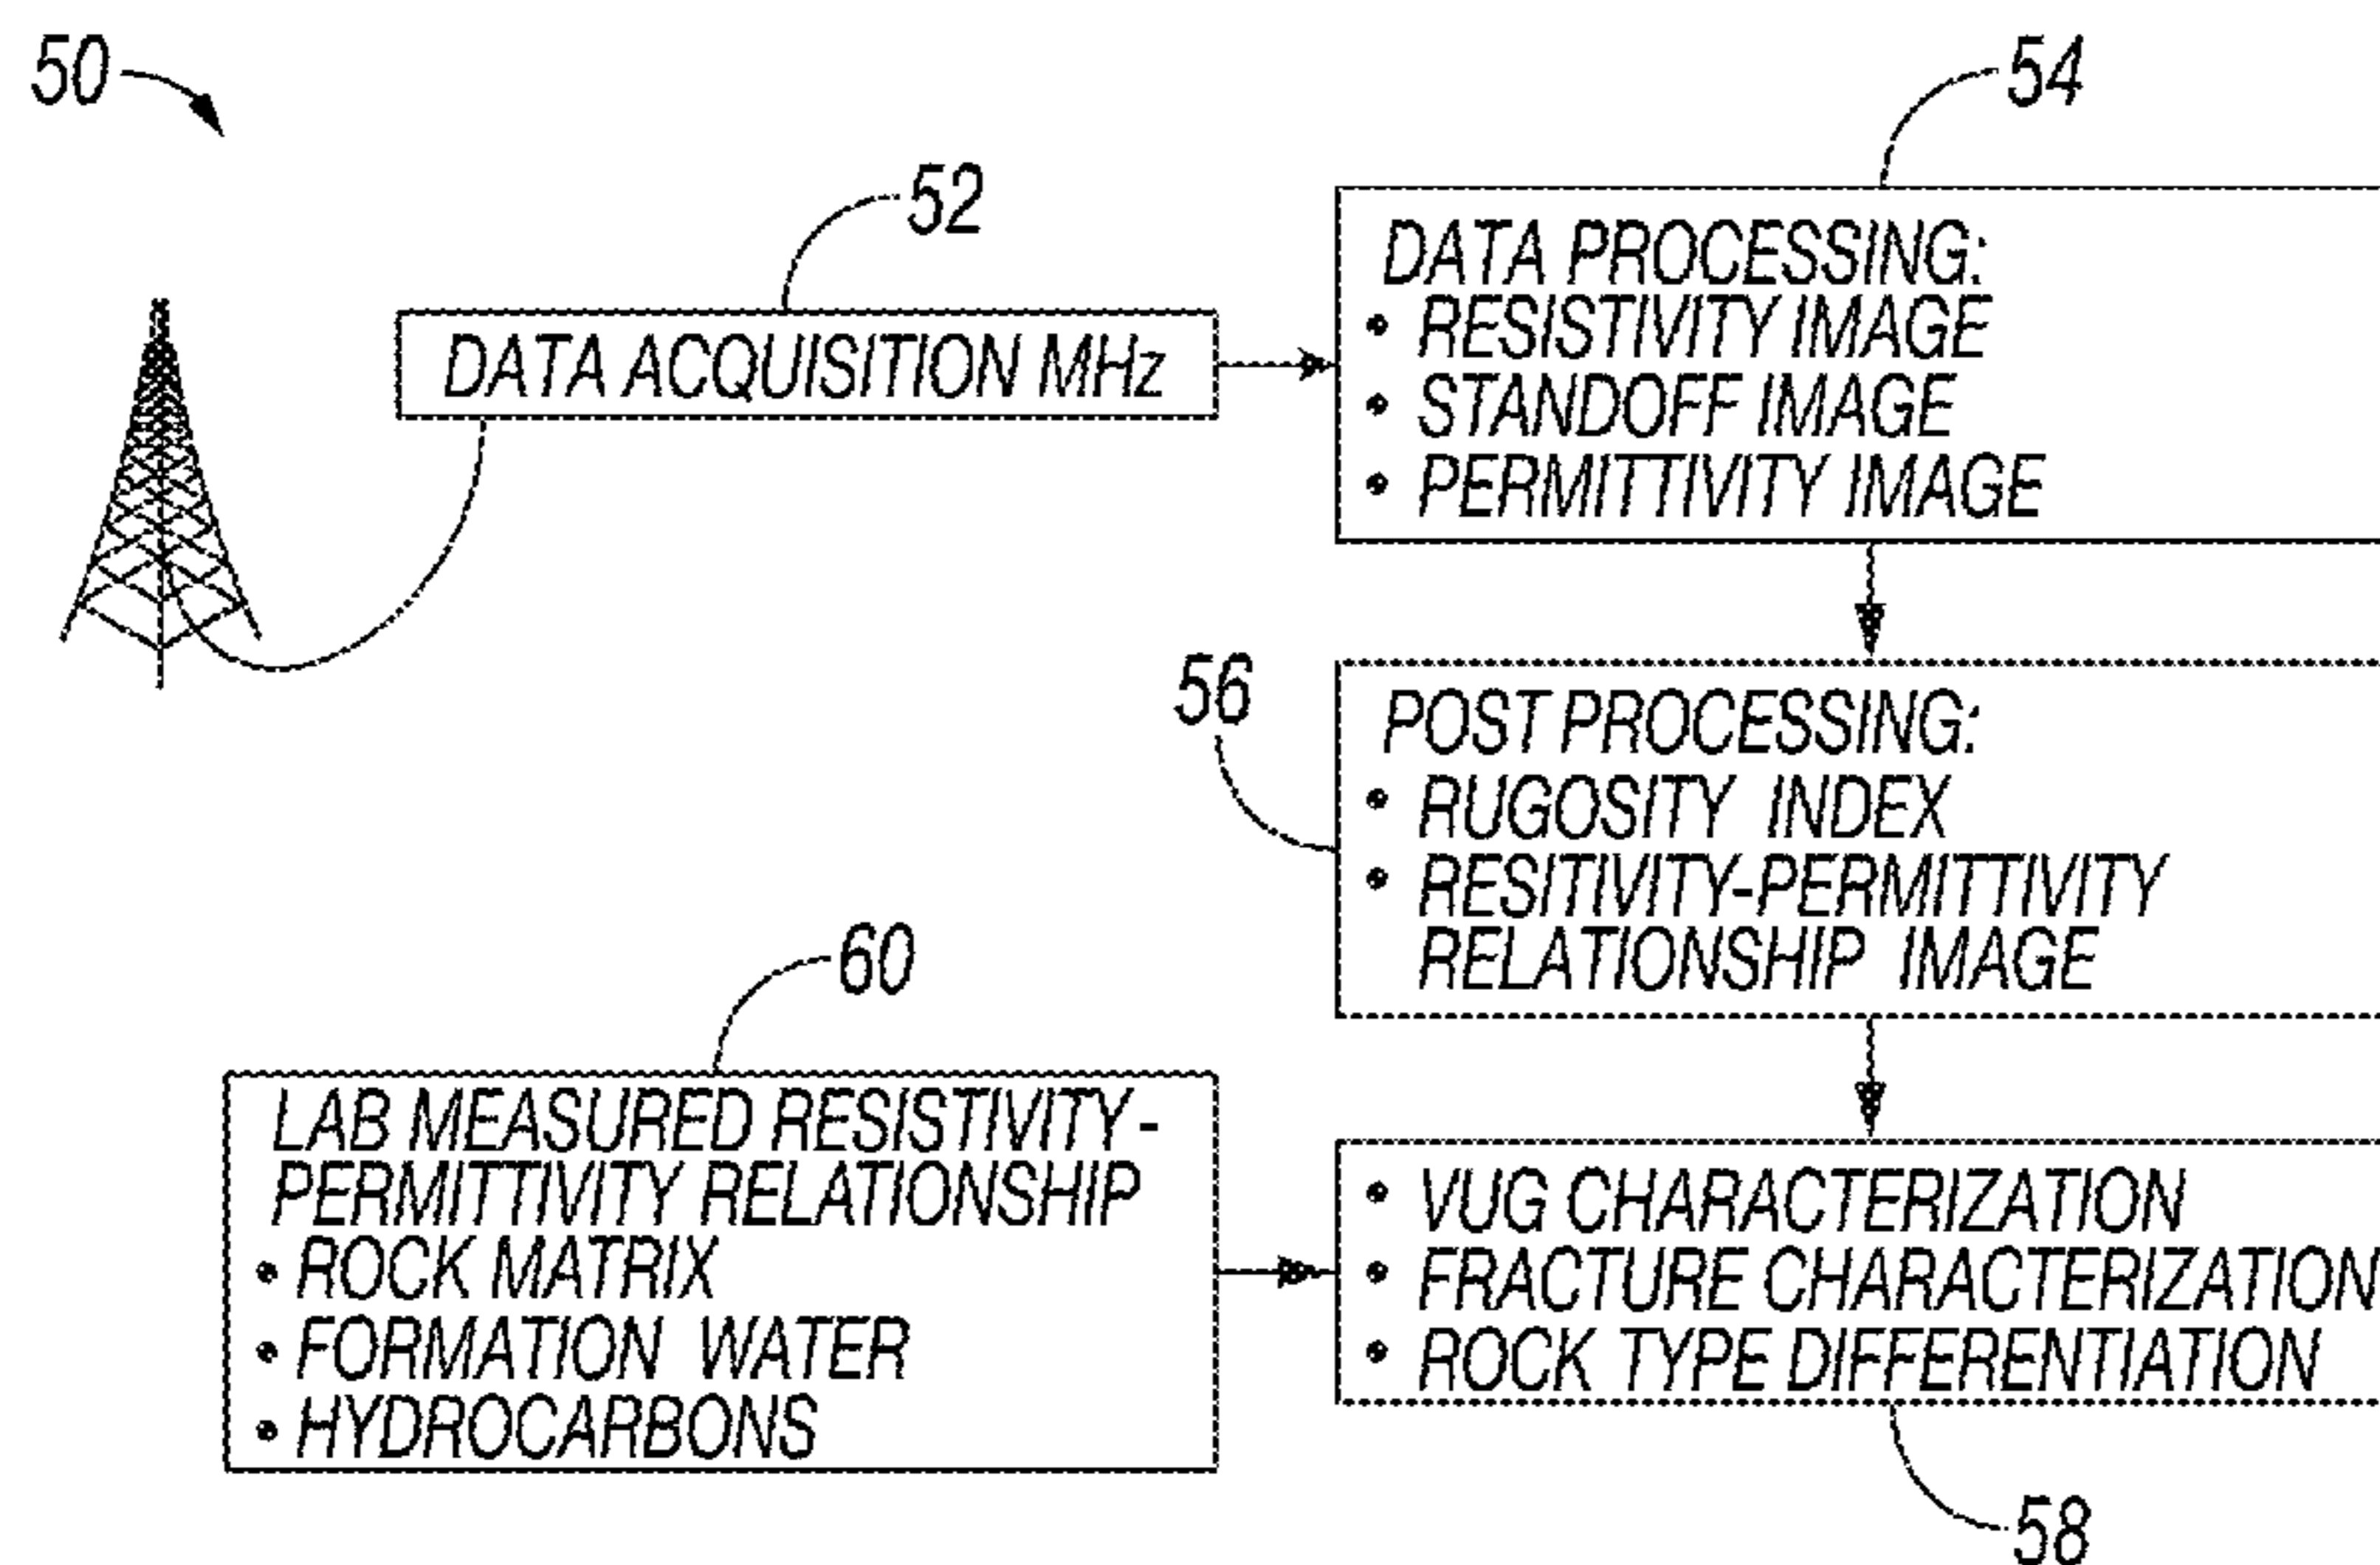 50
52
54
DATA ACQUISITION MHz
DATA PROCESSING:
• RESISTIVITY IMAGE
• STANDOFF IMAGE
• PERMITTIVITY IMAGE
56
POST PROCESSING:
• RUGOSITY INDEX
• RESITIVITY-PERMITTIVITY
RELATIONSHIP IMAGE
60
LAB MEASURED RESISTIVITY-
PERMITTIVITY RELATIONSHIP
• ROCK MATRIX
• FORMATION WATER
• HYDROCARBONS
• VUG CHARACTERIZATION
• FRACTURE CHARACTERIZATION
• ROCK TYPE DIFFERENTIATION
58